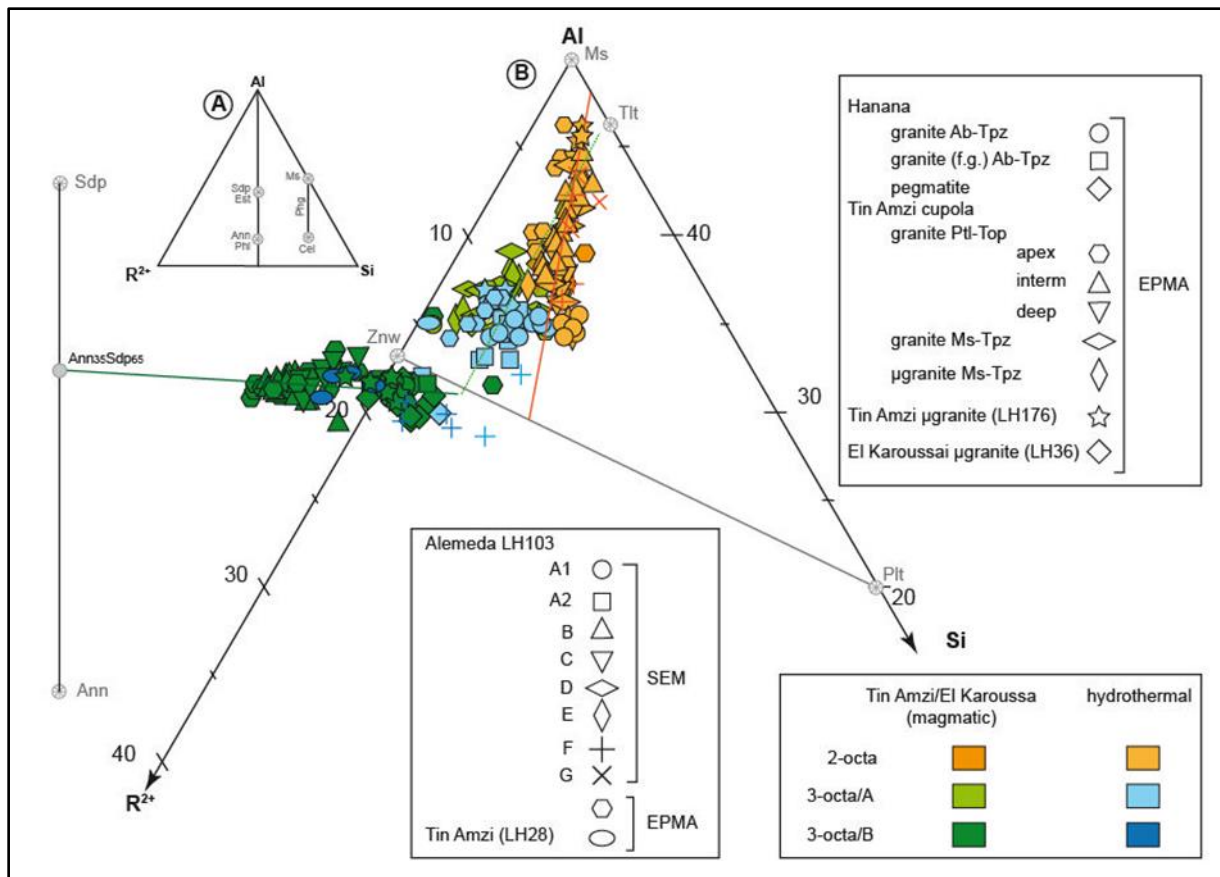 A
Al
Sdp
Est
Ms
Phg
Ann
Phl
Cel
R²⁺
Si
B
Al
Ms
Tlt
10
40
Znw
20
30
30
Plt
20
Si
40
R²⁺
Sdp
Ann35Sdp65
Ann
Hanana
granite Ab-Tpz
granite (f.g.) Ab-Tpz
pegmatite
Tin Amzi cupola
granite Ptl-Top
apex
interm
deep
granite Ms-Tpz
µgranite Ms-Tpz
Tin Amzi µgranite (LH176)
El Karoussai µgranite (LH36)
EPMA
Alemeda LH103
A1
A2
B
C
D
E
F
G
SEM
EPMA
Tin Amzi (LH28)
Tin Amzi/El Karoussa hydrothermal
(magmatic)
2-octa
3-octa/A
3-octa/B